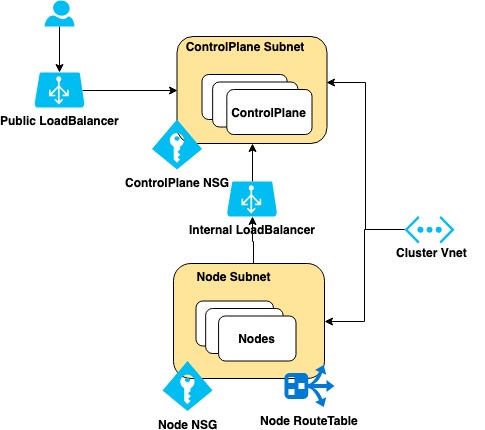 ControlPlane Subnet
ControlPlane
Public LoadBalancer
ControlPlane NSG
Internal LoadBalancer
Cluster Vnet
Node Subnet
Nodes
Node NSG
Node RouteTable